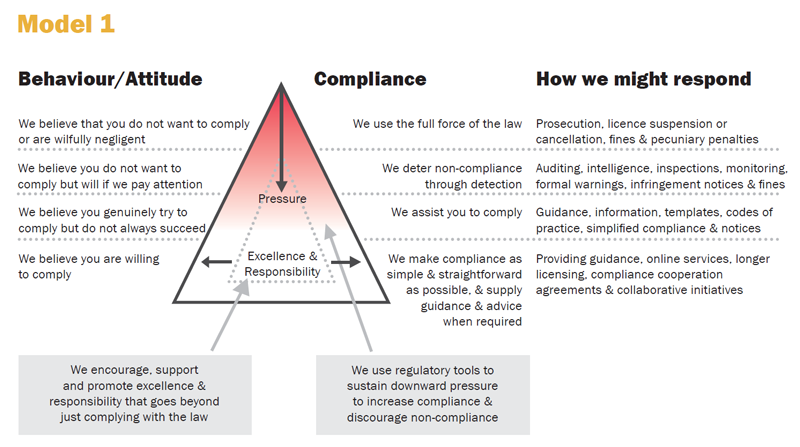 Model 1
Behaviour/Attitude
Compliance
How we might respond
We believe that you do not want to comply
or are wilfully negligent
We use the full force of the law
Prosecution, licence suspension or
cancellation, fines & pecuniary penalties
We believe you do not want to
comply but will if we pay attention
We deter non-compliance
through detection
Auditing, intelligence, inspections, monitoring,
formal warnings, infringement notices & fines
Pressure
We believe you genuinely try to
comply but do not always succeed
We assist you to comply
Guidance, information, templates, codes of
practice, simplified compliance & notices
We believe you are willing
to comply
Excellence &
Responsibility
We make compliance as
simple & straightforward
as possible, & supply
guidance & advice
when required
Providing guidance, online services, longer
licensing, compliance cooperation
agreements & collaborative initiatives
We encourage, support
and promote excellence &
responsibility that goes beyond
just complying with the law
We use regulatory tools to
sustain downward pressure
to increase compliance &
discourage non-compliance